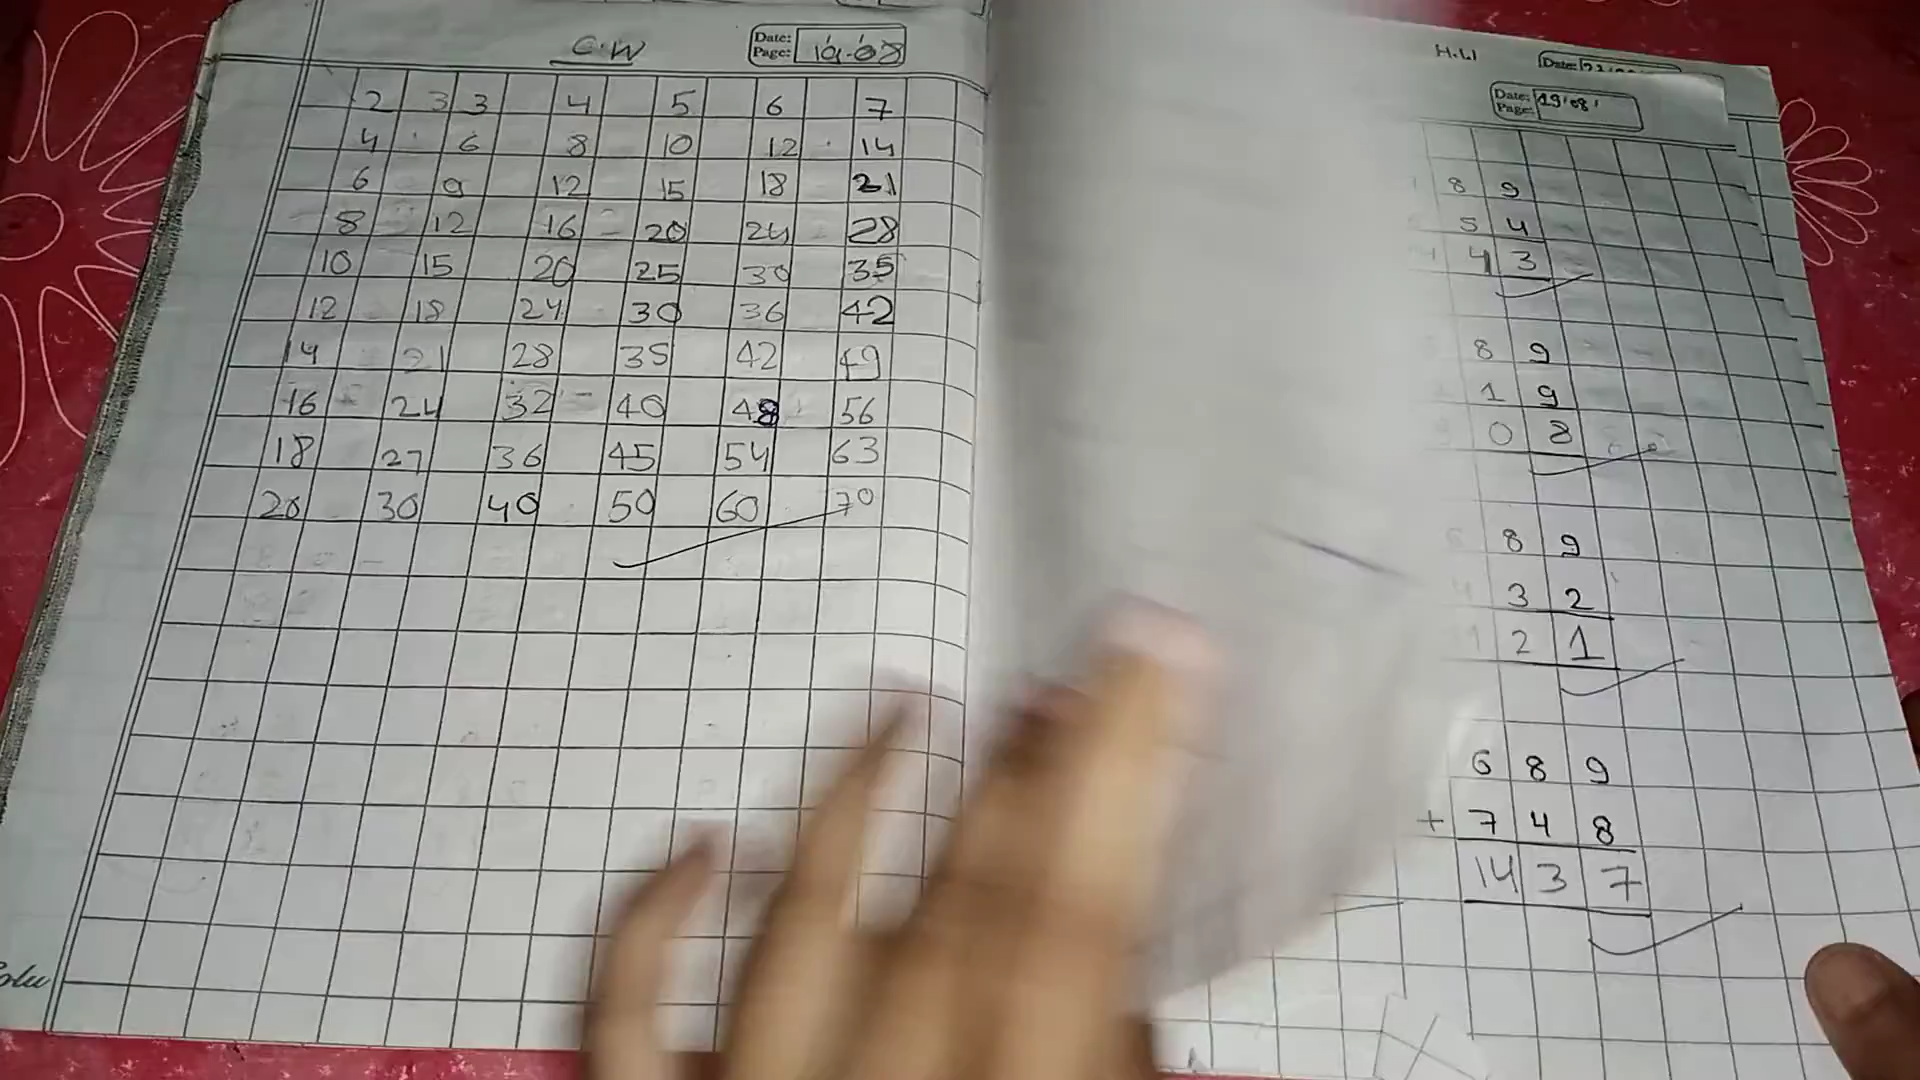 C.W
Date:
Page: 19-08
2 3 3 4 5 6 7
4 6 8 10 12 14
6 9 12 15 18 21
8 12 16 20 24 28
10 15 20 25 30 35
12 18 24 30 36 42
14 21 28 35 42 49
16 24 32 40 48 56
18 27 36 45 54 63
20 30 40 50 60 70
Date: 19'08'
Page:
8 9
5 4
4 3
8 9
1 9
0 8
8 9
3 2
2 1
6 8 9
+ 7 4 8
14 3 7